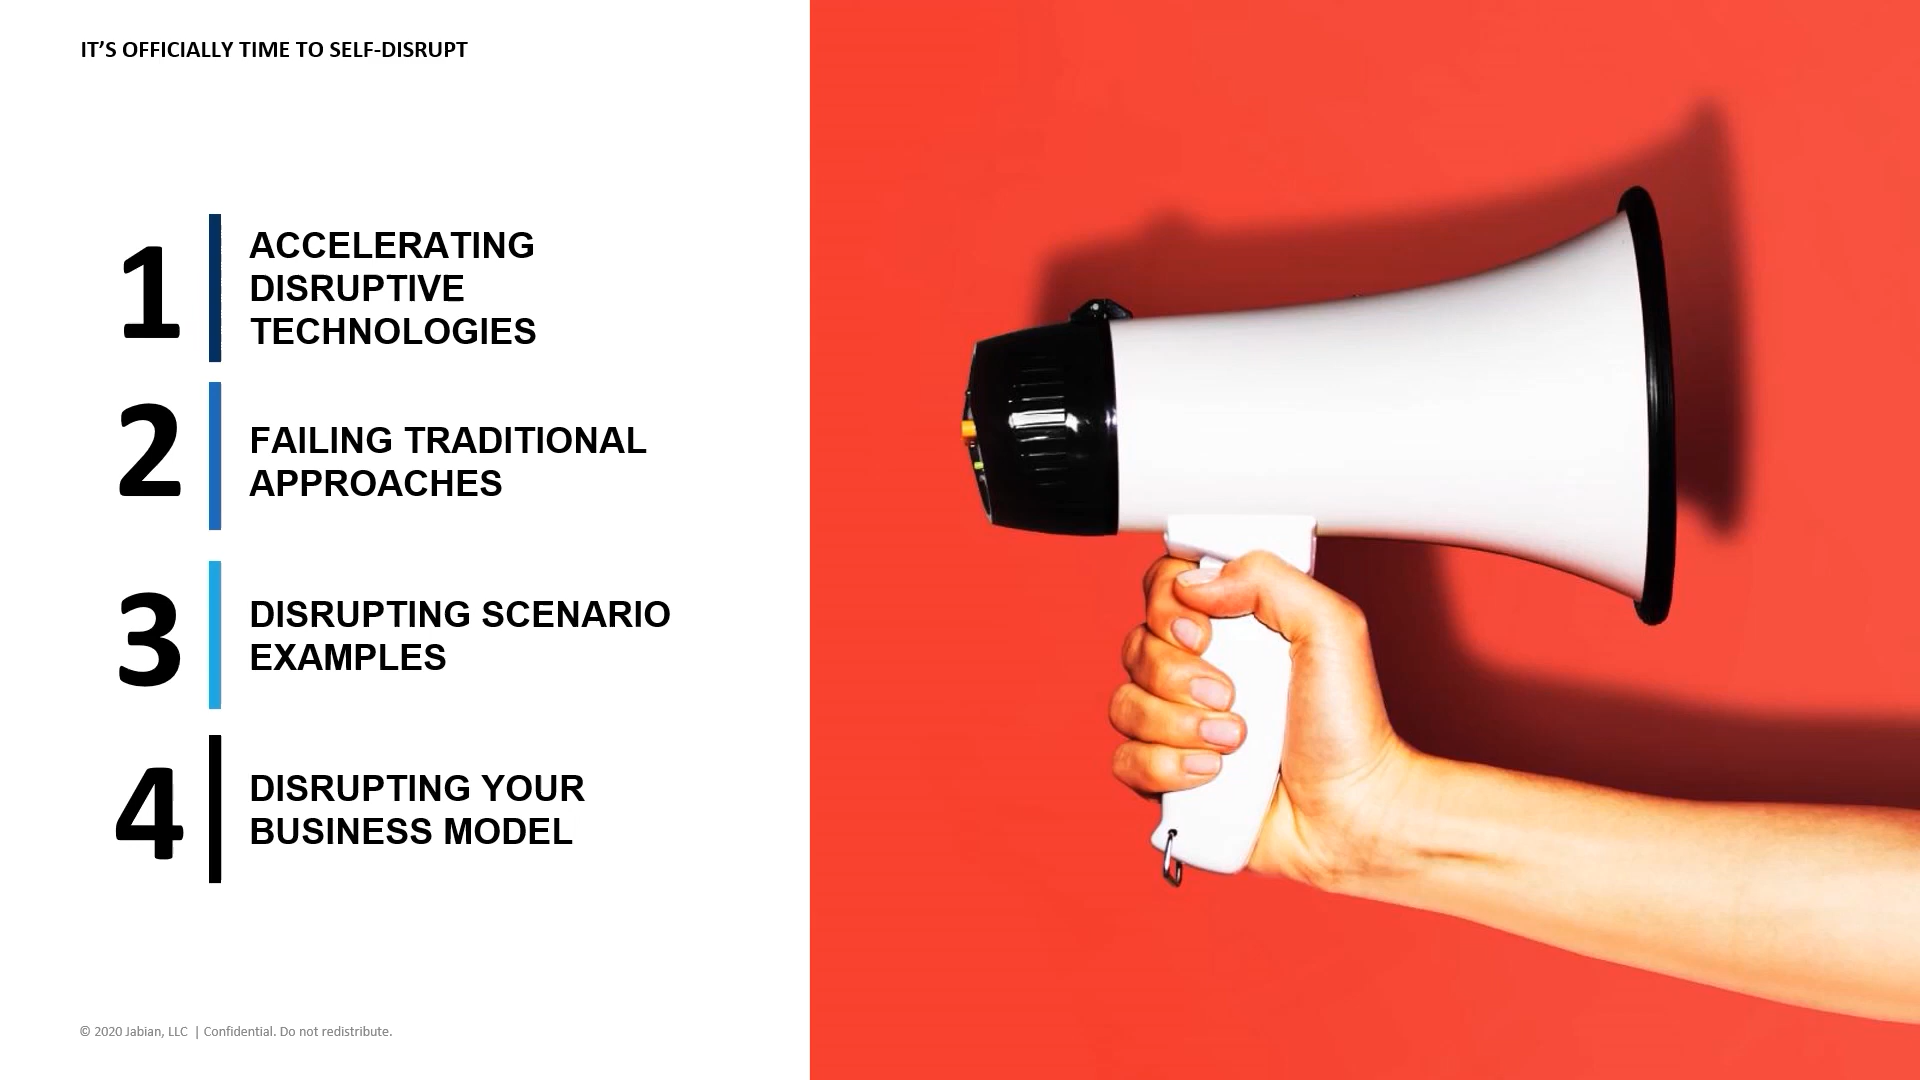 IT’S OFFICIALLY TIME TO SELF-DISRUPT
1
ACCELERATING
DISRUPTIVE
TECHNOLOGIES
2
FAILING TRADITIONAL
APPROACHES
3
DISRUPTING SCENARIO
EXAMPLES
4
DISRUPTING YOUR
BUSINESS MODEL
© 2020 Jabian, LLC | Confidential. Do not redistribute.